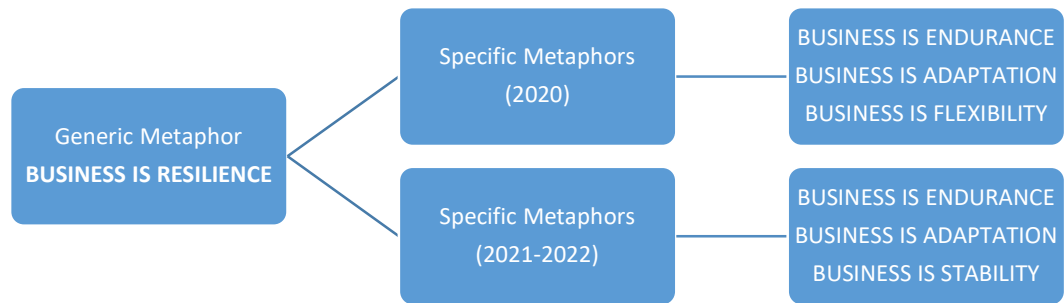 Generic Metaphor
BUSINESS IS RESILIENCE
Specific Metaphors
(2020)
BUSINESS IS ENDURANCE
BUSINESS IS ADAPTATION
BUSINESS IS FLEXIBILITY
Specific Metaphors
(2021-2022)
BUSINESS IS ENDURANCE
BUSINESS IS ADAPTATION
BUSINESS IS STABILITY